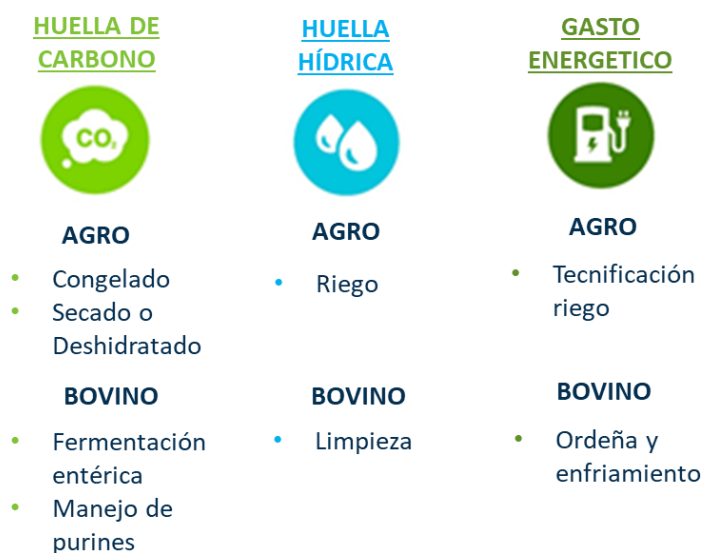 HUELLA DE
CARBONO
CO₂
AGRO
• Congelado
• Secado o
Deshidratado
BOVINO
• Fermentación
entérica
• Manejo de
purines
HUELLA
HÍDRICA
AGRO
• Riego
BOVINO
• Limpieza
GASTO
ENERGETICO
AGRO
• Tecnificación
riego
BOVINO
• Ordeña y
enfriamiento